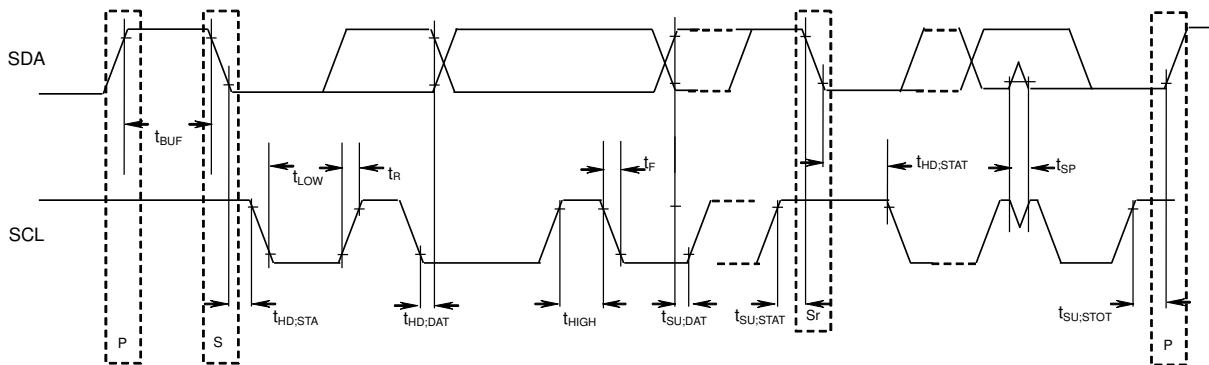 SDA
tBUF
tLOW
tR
tF
tHD;STAT
tSP
SCL
tHD;STA
tHD;DAT
tHIGH
tSU;DAT
tSU;STAT
Sr
tSU;STOT
P
S
P